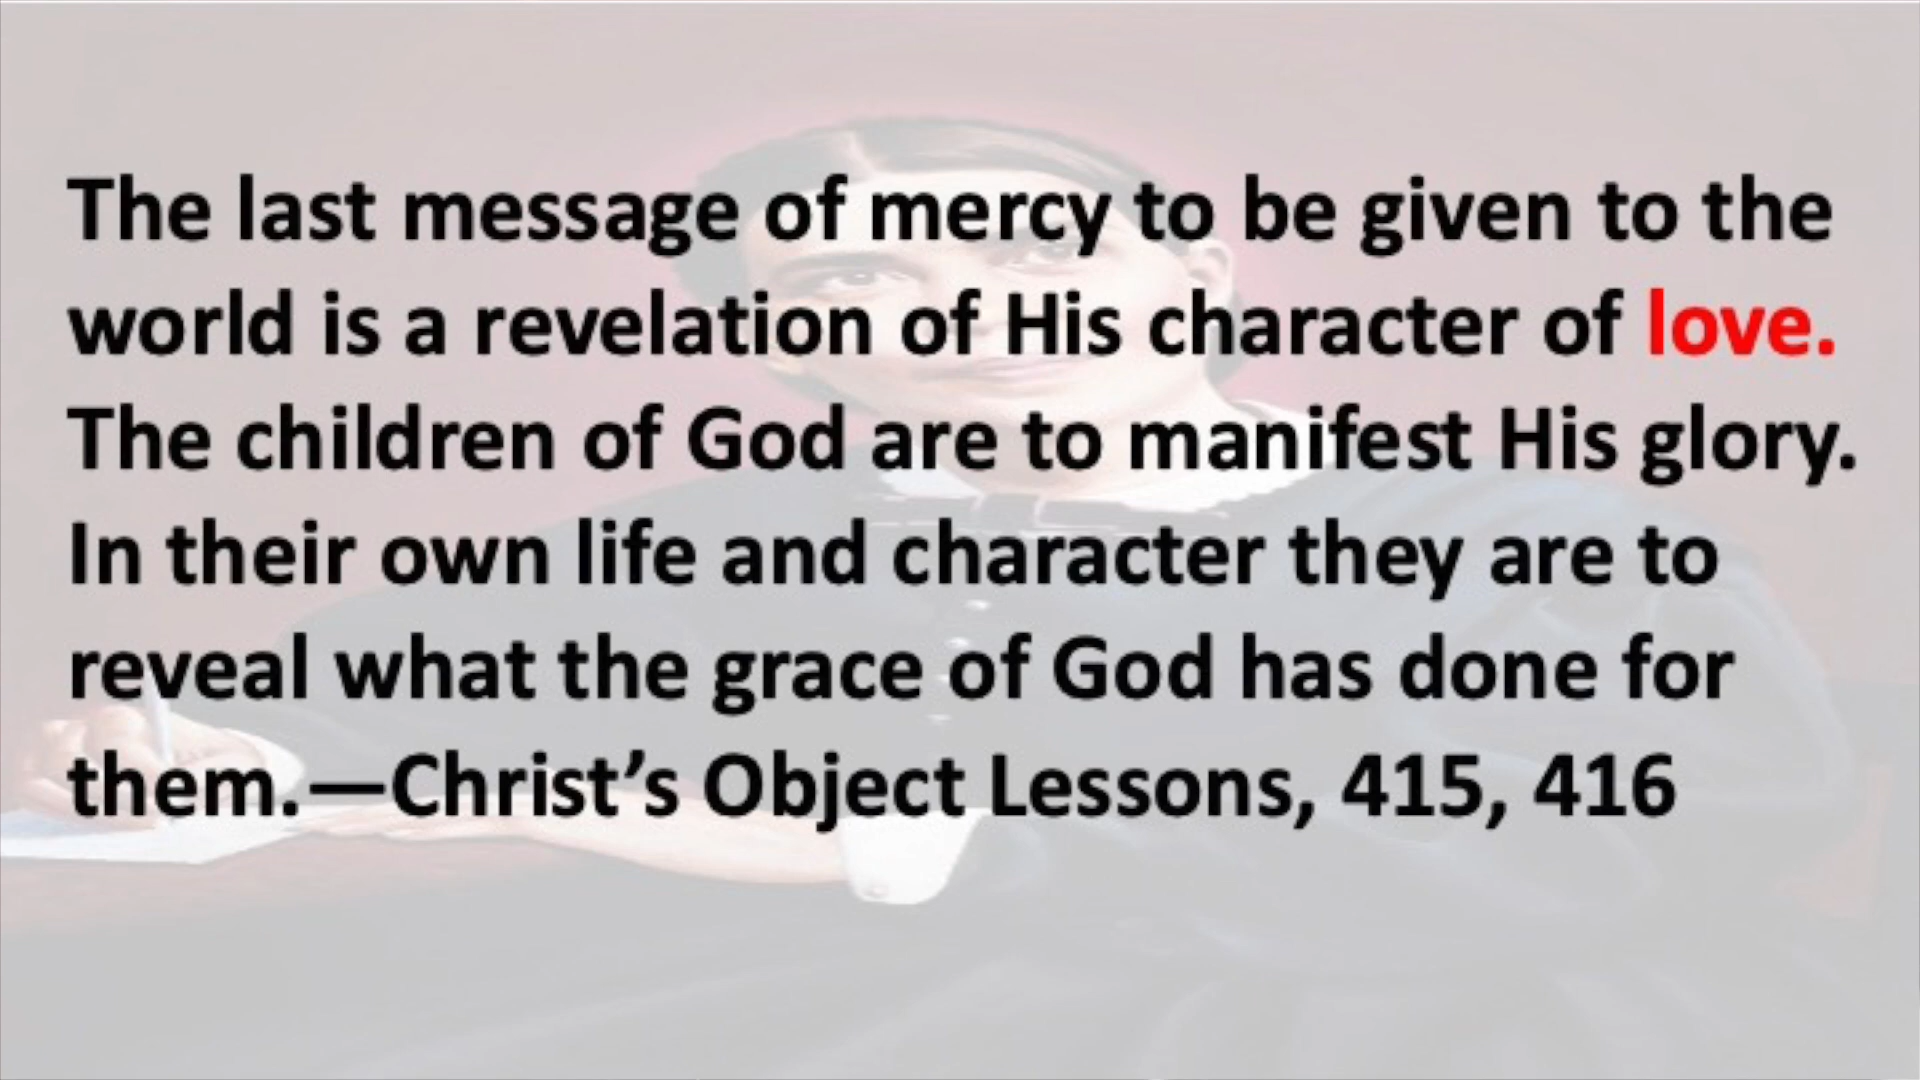 The last message of mercy to be given to the
world is a revelation of His character of love.
The children of God are to manifest His glory.
In their own life and character they are to
reveal what the grace of God has done for
them.—Christ’s Object Lessons, 415, 416